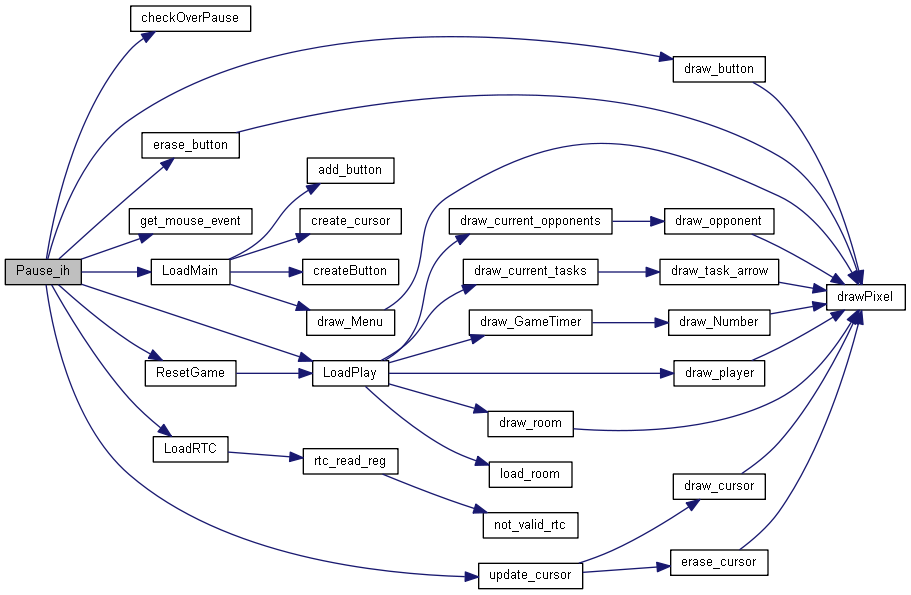 checkOverPause
draw_button
erase_button
add_button
get_mouse_event
create_cursor
draw_current_opponents
draw_opponent
Pause_ih
LoadMain
createButton
draw_current_tasks
draw_task_arrow
drawPixel
draw_Menu
draw_GameTimer
draw_Number
ResetGame
LoadPlay
draw_player
draw_room
LoadRTC
rtc_read_reg
load_room
draw_cursor
not_valid_rtc
erase_cursor
update_cursor